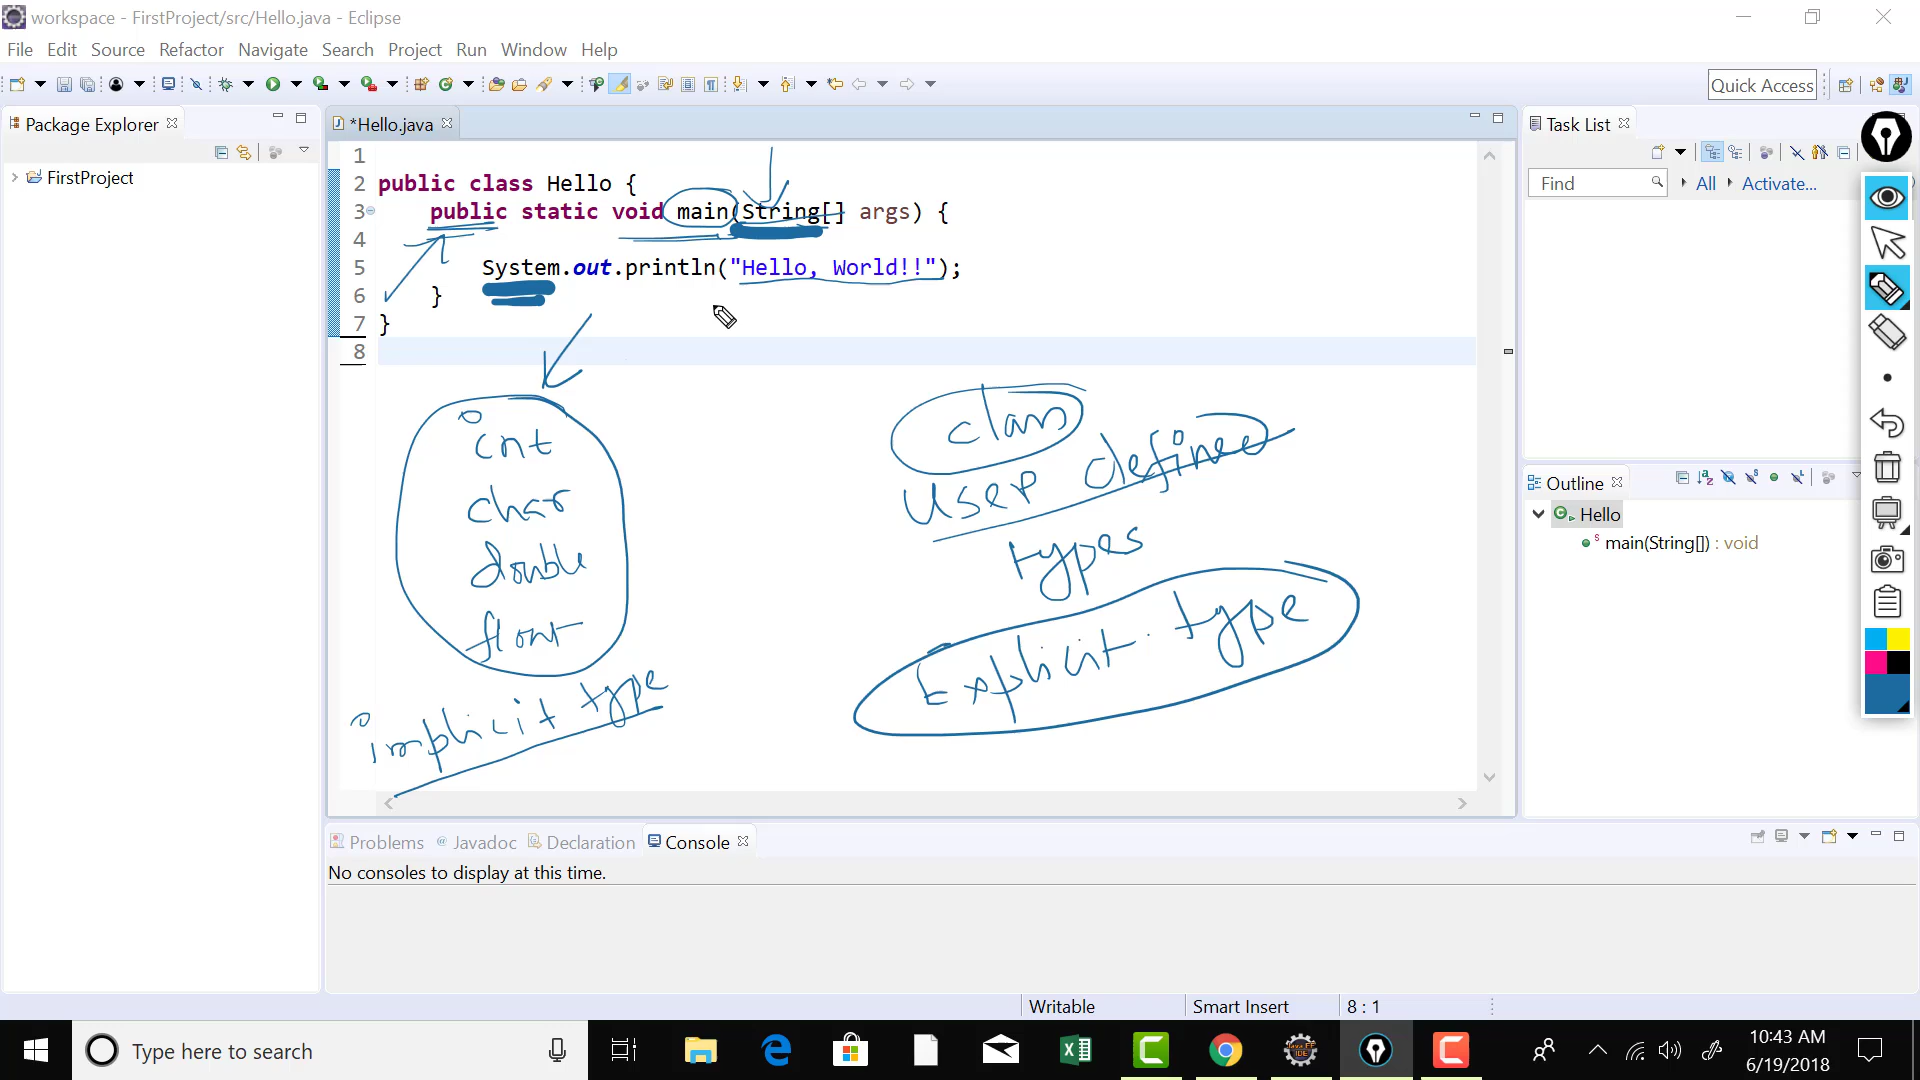 workspace - FirstProject/src/Hello.java - Eclipse
File Edit Source Refactor Navigate Search Project Run Window Help
Quick Access
Package Explorer
*Hello.java
Task List
FirstProject
Find
All
Activate...
1
2 public class Hello {
3 public static void main(String[] args) {
4
5 System.out.println("Hello, World!!");
6 }
7 }
8
int
char
double
float
implicit type
class
User defined
types
Explicit type
Outline
Hello
main(String[]) : void
Problems @ Javadoc Declaration Console
No consoles to display at this time.
Writable Smart Insert 8 : 1
Type here to search
10:43 AM
6/19/2018